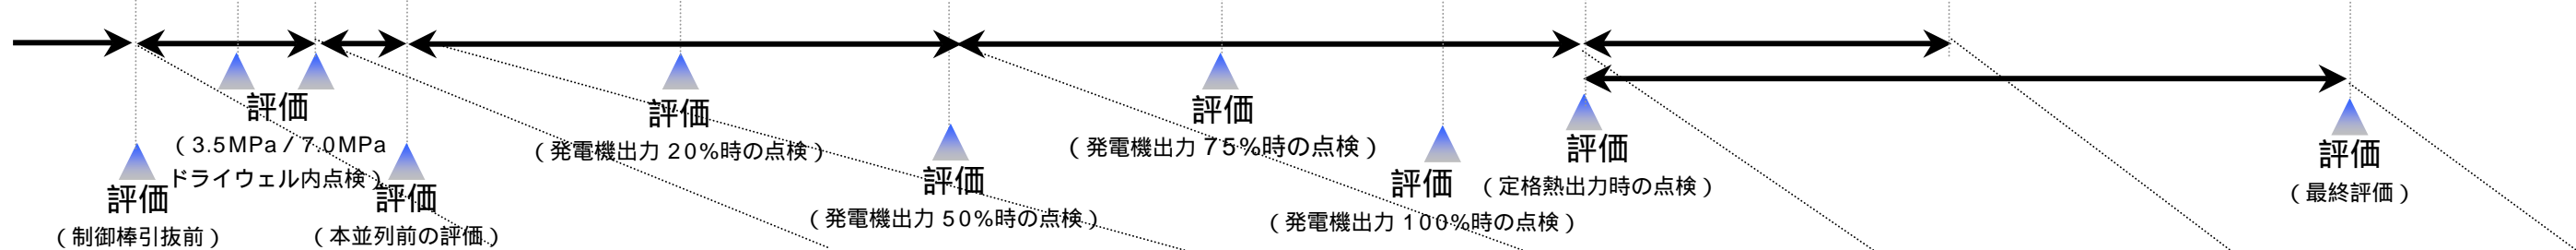 評価
（制御棒引抜前）
評価
（3.5MPa／7.0MPa
ドライウェル内点検）
評価
（本並列前の評価）
評価
（発電機出力 20%時の点検）
評価
（発電機出力 50%時の点検）
評価
（発電機出力 75%時の点検）
評価
（発電機出力 100%時の点検）
評価
（定格熱出力時の点検）
評価
（最終評価）